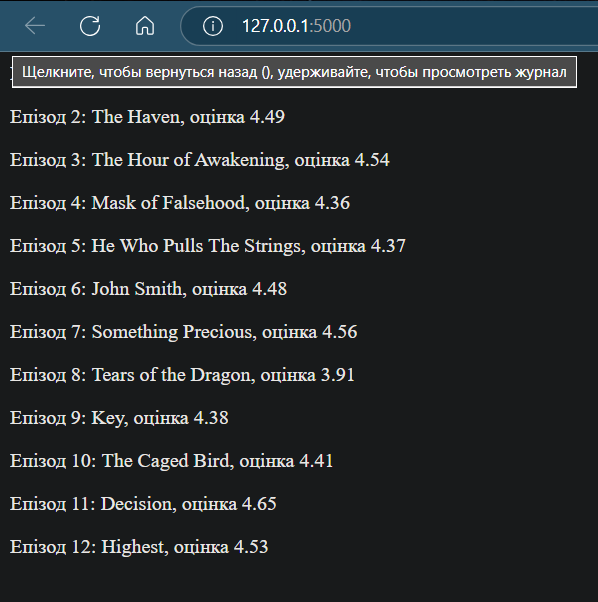 127.0.0.1:5000
Щелкните, чтобы вернуться назад (), удерживайте, чтобы просмотреть журнал
Епізод 2: The Haven, оцінка 4.49
Епізод 3: The Hour of Awakening, оцінка 4.54
Епізод 4: Mask of Falsehood, оцінка 4.36
Епізод 5: He Who Pulls The Strings, оцінка 4.37
Епізод 6: John Smith, оцінка 4.48
Епізод 7: Something Precious, оцінка 4.56
Епізод 8: Tears of the Dragon, оцінка 3.91
Епізод 9: Key, оцінка 4.38
Епізод 10: The Caged Bird, оцінка 4.41
Епізод 11: Decision, оцінка 4.65
Епізод 12: Highest, оцінка 4.53